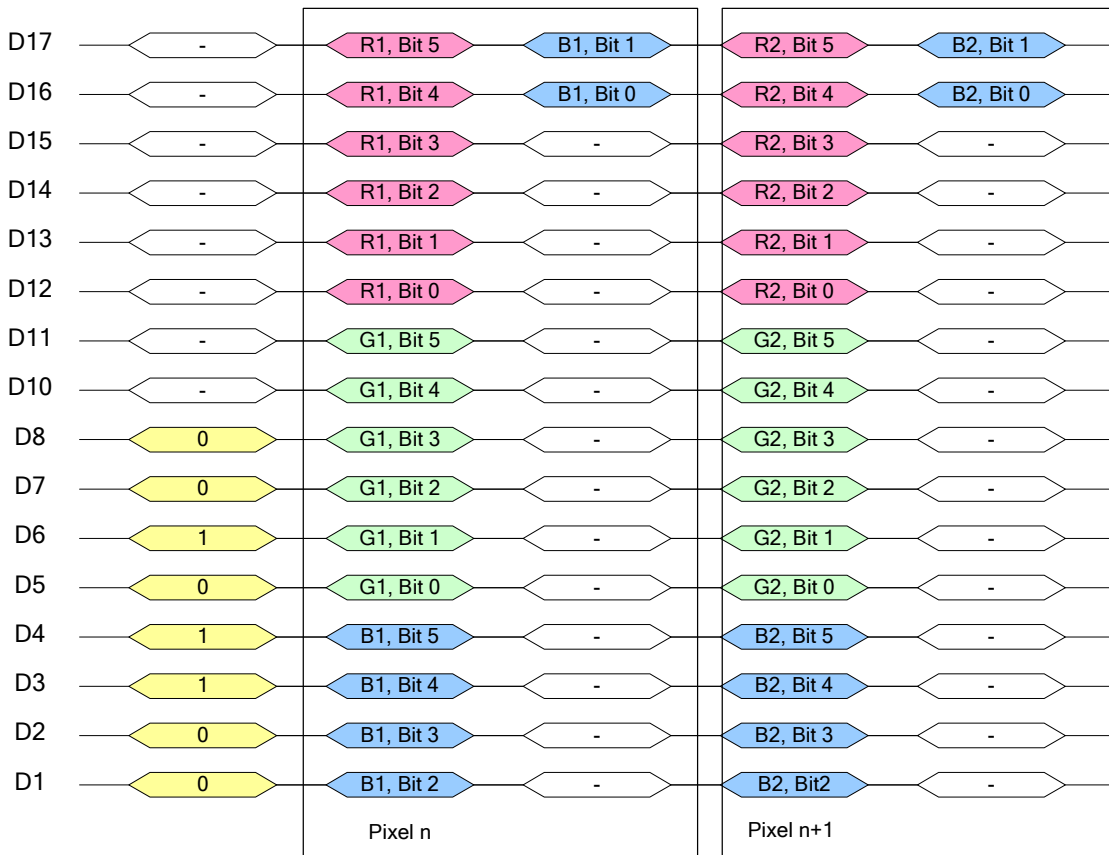 D17 - R1, Bit 5 B1, Bit 1 R2, Bit 5 B2, Bit 1
D16 - R1, Bit 4 B1, Bit 0 R2, Bit 4 B2, Bit 0
D15 - R1, Bit 3 - R2, Bit 3 -
D14 - R1, Bit 2 - R2, Bit 2 -
D13 - R1, Bit 1 - R2, Bit 1 -
D12 - R1, Bit 0 - R2, Bit 0 -
D11 - G1, Bit 5 - G2, Bit 5 -
D10 - G1, Bit 4 - G2, Bit 4 -
D8 0 G1, Bit 3 - G2, Bit 3 -
D7 0 G1, Bit 2 - G2, Bit 2 -
D6 1 G1, Bit 1 - G2, Bit 1 -
D5 0 G1, Bit 0 - G2, Bit 0 -
D4 1 B1, Bit 5 - B2, Bit 5 -
D3 1 B1, Bit 4 - B2, Bit 4 -
D2 0 B1, Bit 3 - B2, Bit 3 -
D1 0 B1, Bit 2 - B2, Bit2 -
Pixel n Pixel n+1